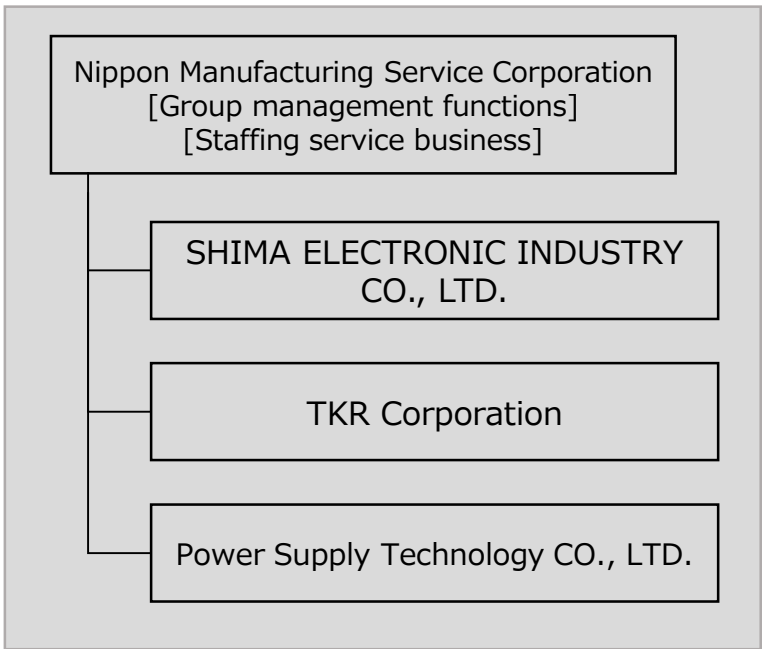 Nippon Manufacturing Service Corporation
[Group management functions]
[Staffing service business]
SHIMA ELECTRONIC INDUSTRY
CO., LTD.
TKR Corporation
Power Supply Technology CO., LTD.